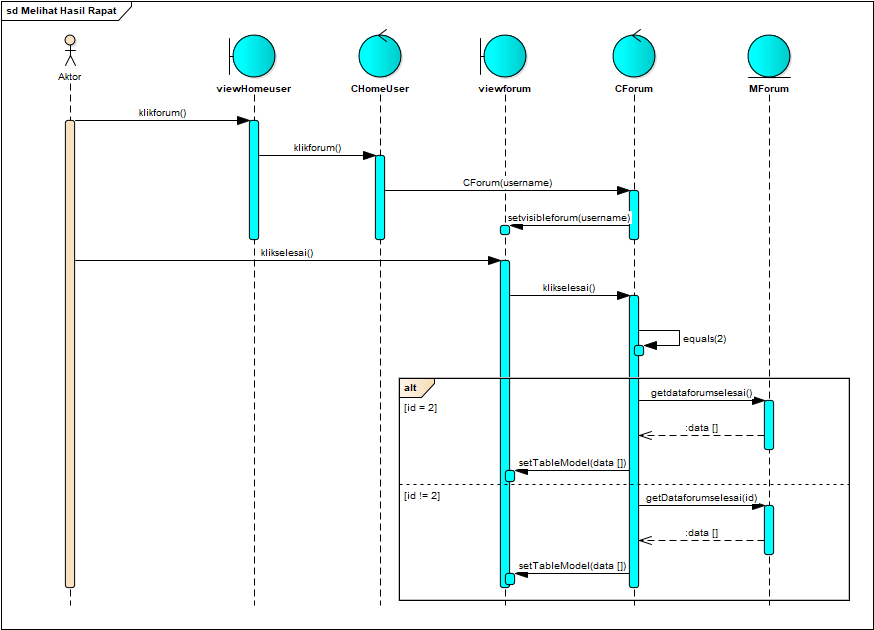 sd Melihat Hasil Rapat
Aktor
viewHomeuser
CHomeUser
viewforum
CForum
MForum
klikforum()
klikforum()
CForum(username)
setvisibleforum(username)
klikselesai()
klikselesai()
equals(2)
alt
[id = 2]
getdataforumselesai()
:data []
setTableModel(data [])
[id != 2]
getDataforumselesai(id)
:data []
setTableModel(data [])